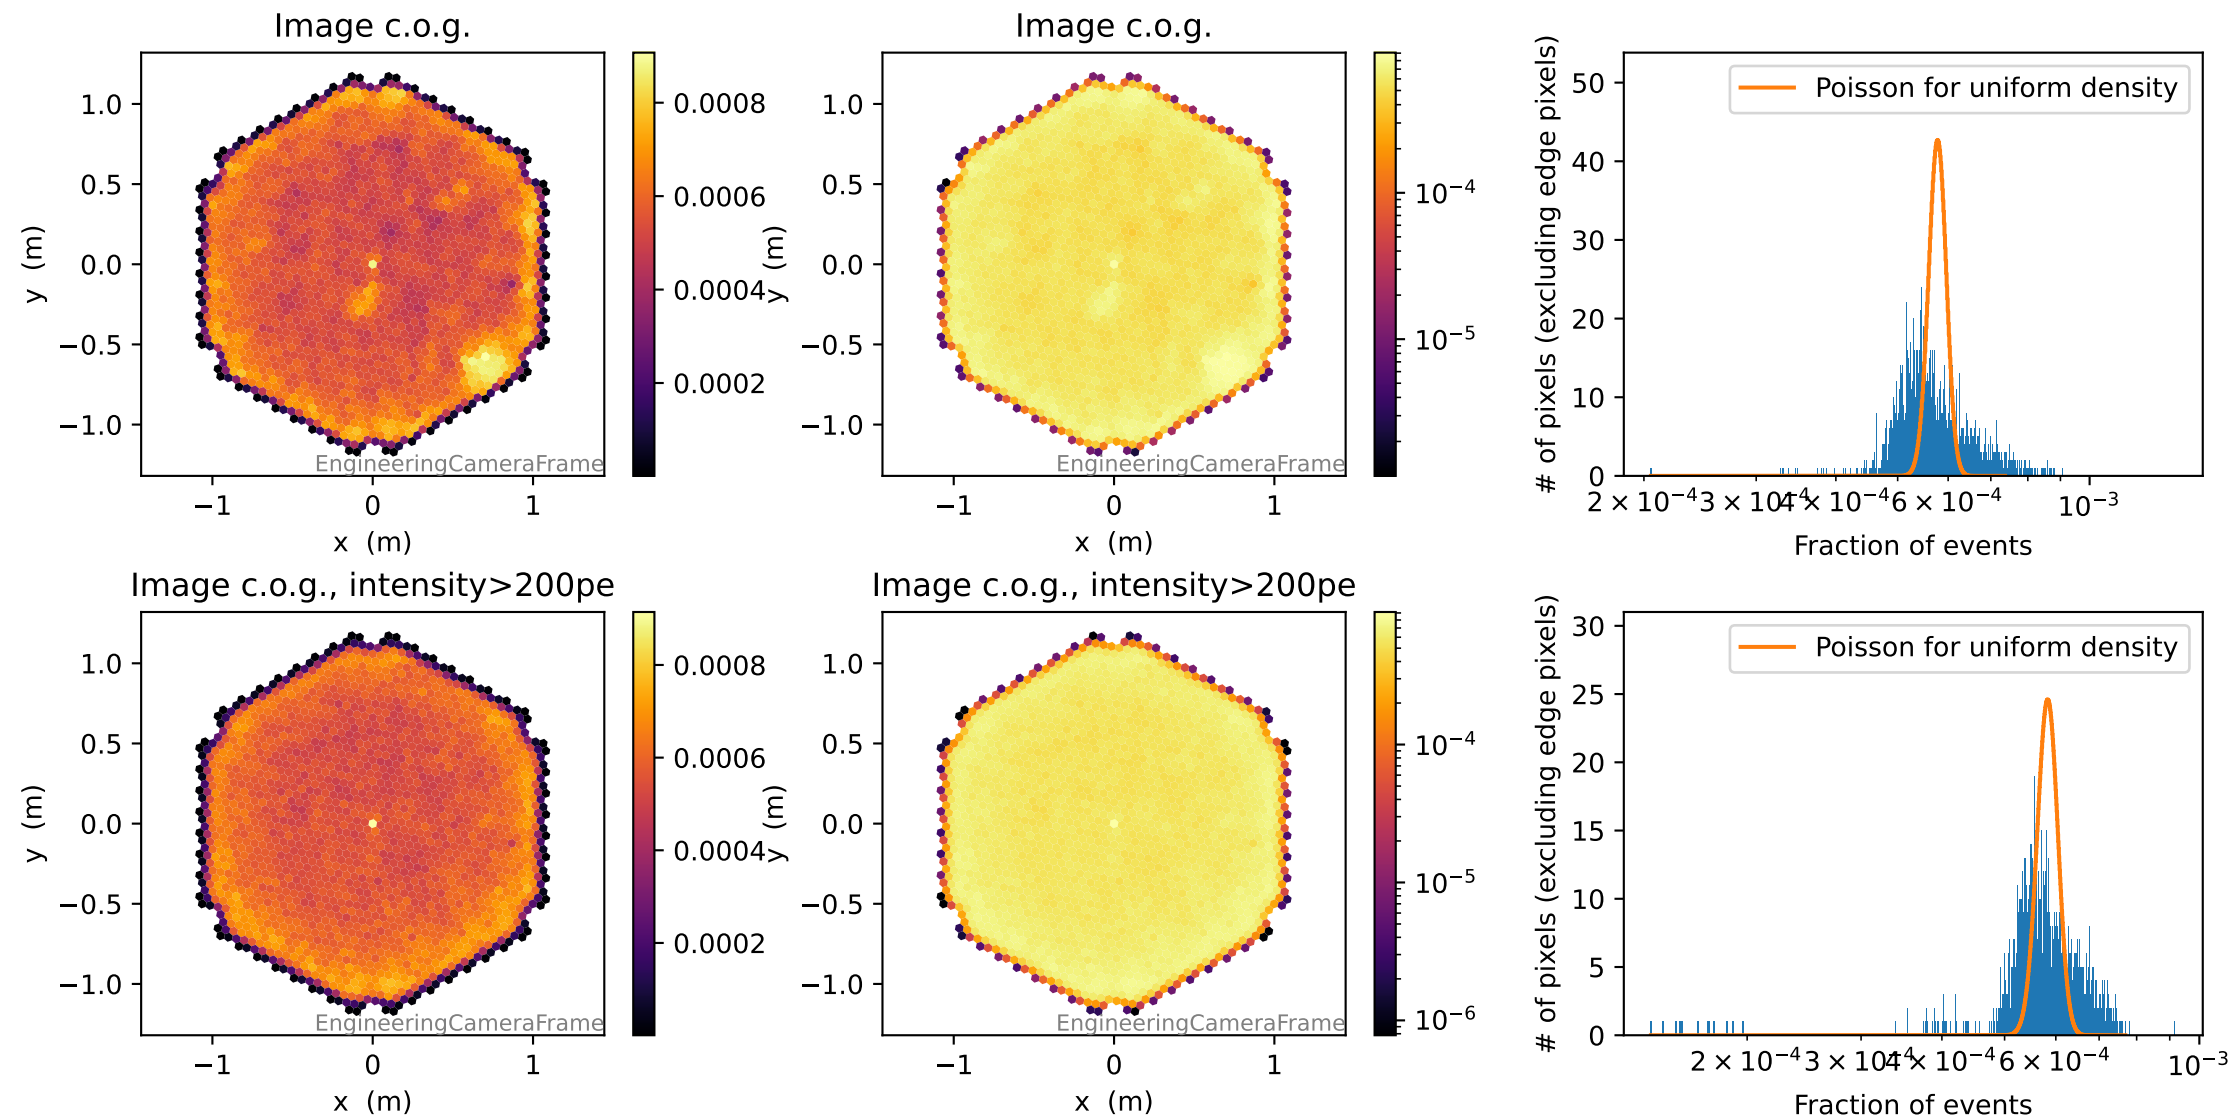 Image c.o.g.
y (m)
1.0
0.5
0.0
−0.5
−1.0
−1 0 1
x (m)
EngineeringCameraFrame
0.0008
0.0006
0.0004
0.0002
Image c.o.g.
y (m)
1.0
0.5
0.0
−0.5
−1.0
−1 0 1
x (m)
EngineeringCameraFrame
10⁻⁴
10⁻⁵
# of pixels (excluding edge pixels)
50
40
30
20
10
0
Poisson for uniform density
2 × 10⁻⁴ 3 × 10⁻⁴ 4 × 10⁻⁴ 6 × 10⁻⁴ 10⁻³
Fraction of events
Image c.o.g., intensity>200pe
y (m)
1.0
0.5
0.0
−0.5
−1.0
−1 0 1
x (m)
EngineeringCameraFrame
0.0008
0.0006
0.0004
0.0002
Image c.o.g., intensity>200pe
y (m)
1.0
0.5
0.0
−0.5
−1.0
−1 0 1
x (m)
EngineeringCameraFrame
10⁻⁴
10⁻⁵
10⁻⁶
# of pixels (excluding edge pixels)
30
25
20
15
10
5
0
Poisson for uniform density
2 × 10⁻⁴ 3 × 10⁻⁴ 4 × 10⁻⁴ 6 × 10⁻⁴ 10⁻³
Fraction of events